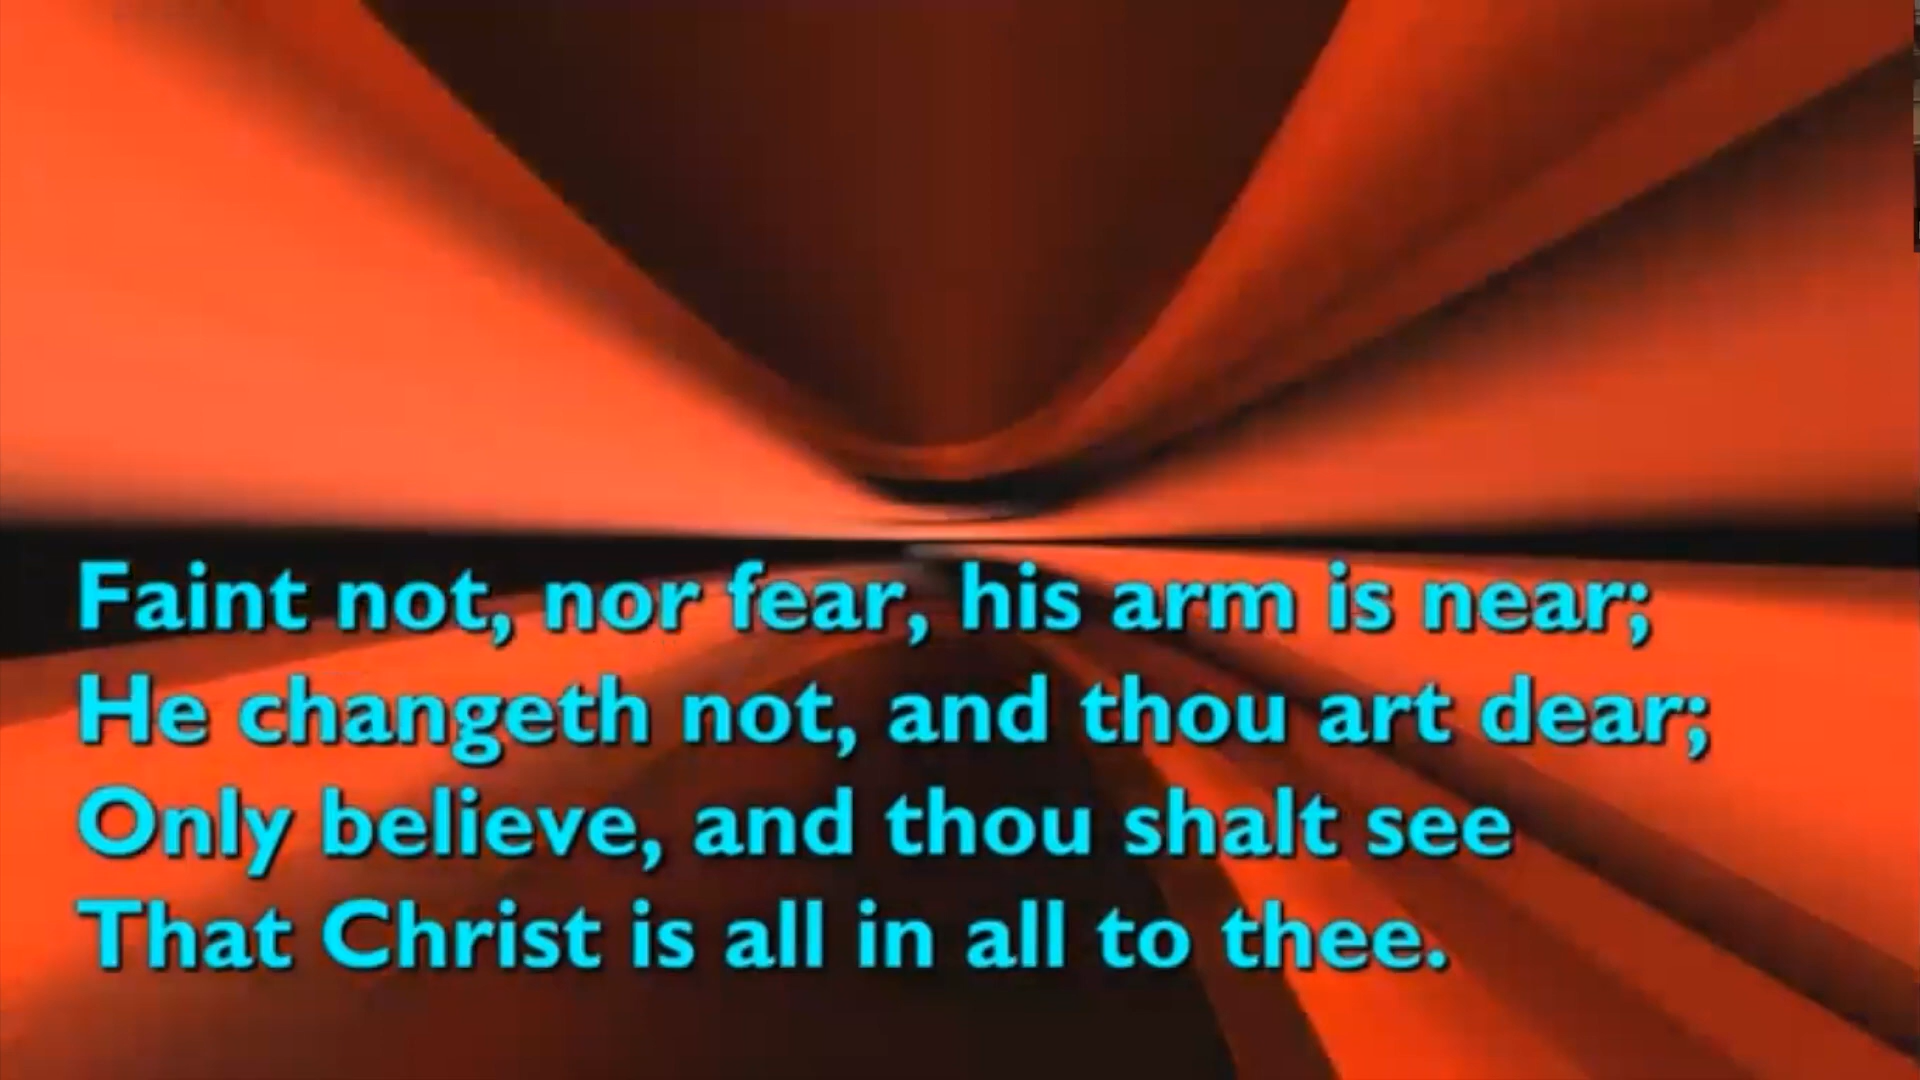 Faint not, nor fear, his arm is near;
He changeth not, and thou art dear;
Only believe, and thou shalt see
That Christ is all in all to thee.